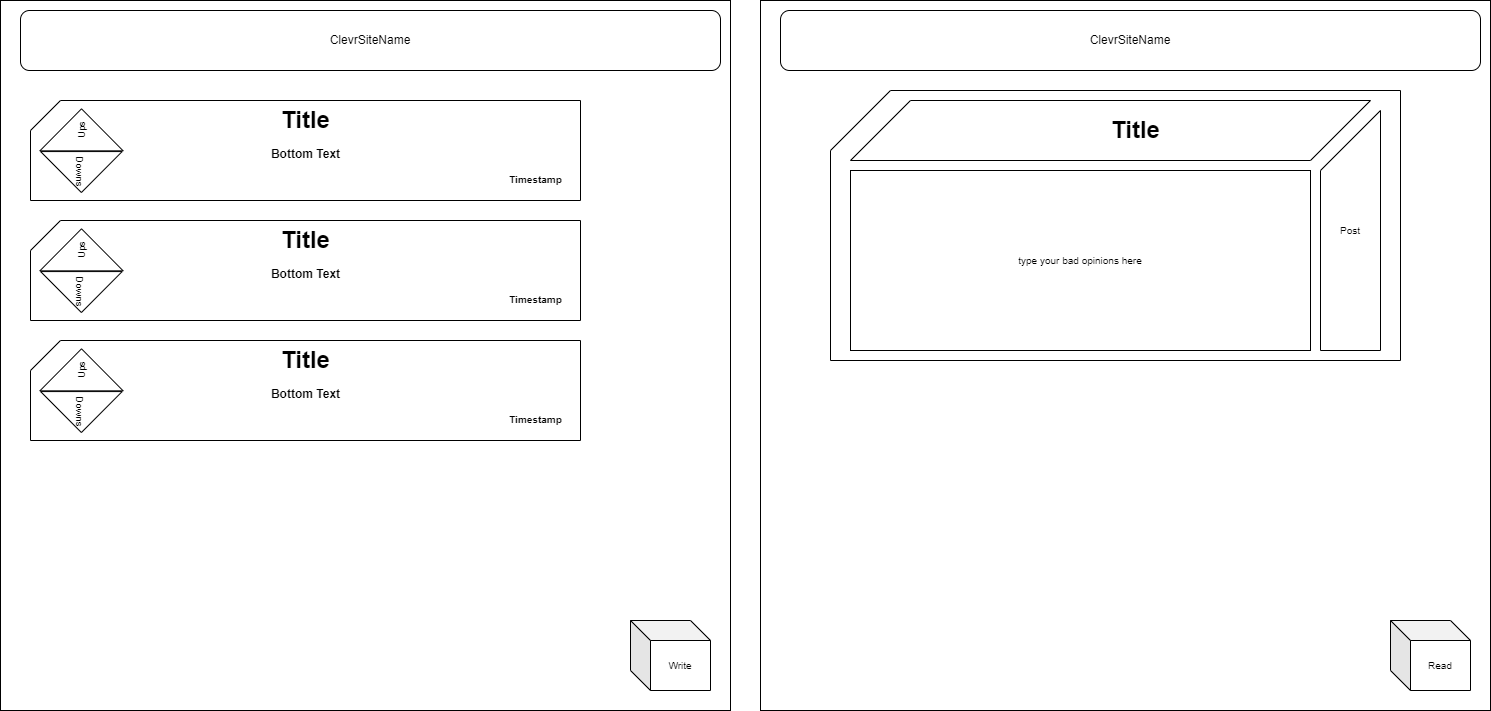 ClevrSiteName
Ups
Downs
Title
Bottom Text
Timestamp
Ups
Downs
Title
Bottom Text
Timestamp
Ups
Downs
Title
Bottom Text
Timestamp
Write
ClevrSiteName
Title
type your bad opinions here
Post
Read